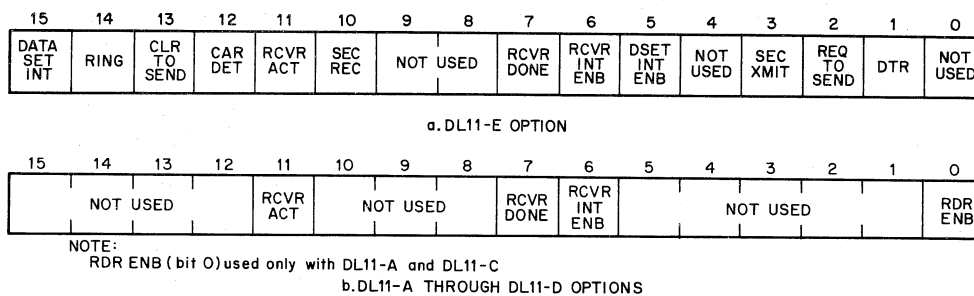 15 14 13 12 11 10 9 8 7 6 5 4 3 2 1 0
DATA SET INT RING CLR TO SEND CAR DET RCVR ACT SEC REC NOT USED RCVR DONE RCVR INT ENB DSET INT ENB NOT USED SEC XMIT REQ TO SEND DTR NOT USED
a. DL11-E OPTION
15 14 13 12 11 10 9 8 7 6 5 4 3 2 1 0
NOT USED RCVR ACT NOT USED RCVR DONE RCVR INT ENB NOT USED RDR ENB
NOTE:
RDR ENB (bit 0) used only with DL11-A and DL11-C
b. DL11-A THROUGH DL11-D OPTIONS